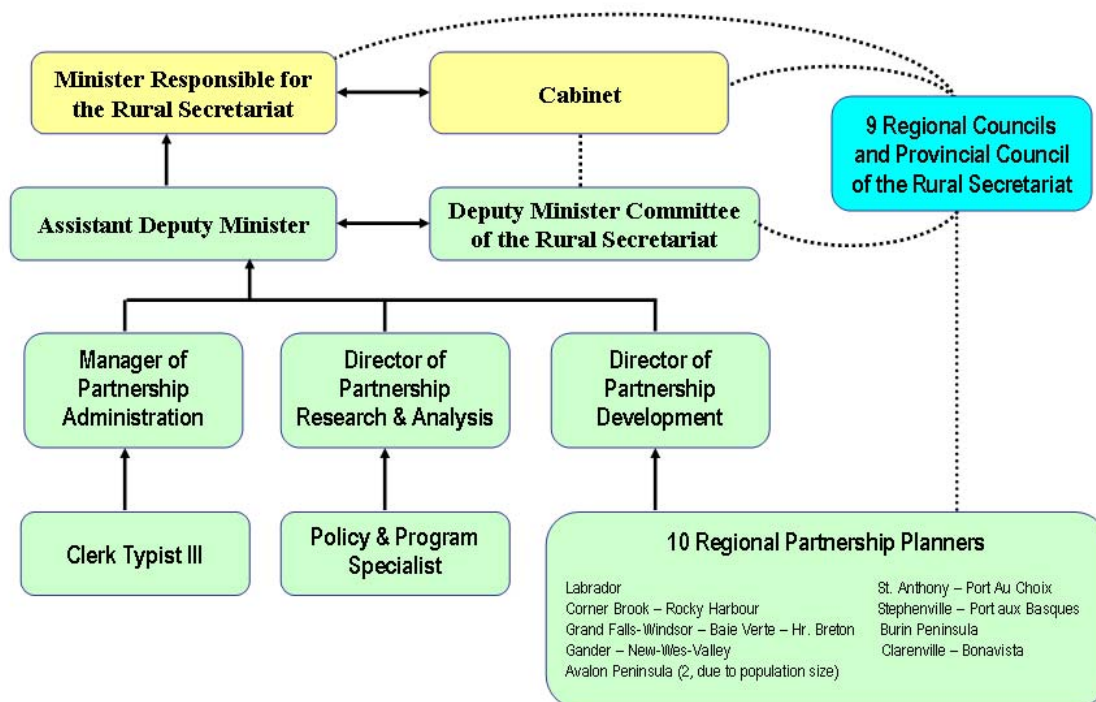 Minister Responsible for
the Rural Secretariat
Cabinet
9 Regional Councils
and Provincial Council
of the Rural Secretariat
Assistant Deputy Minister
Deputy Minister Committee
of the Rural Secretariat
Manager of
Partnership
Administration
Director of
Partnership
Research & Analysis
Director of
Partnership
Development
Clerk Typist III
Policy & Program
Specialist
10 Regional Partnership Planners
Labrador
Corner Brook – Rocky Harbour
Grand Falls-Windsor – Baie Verte – Hr. Breton
Gander – New-Wes-Valley
Avalon Peninsula (2, due to population size)
St. Anthony – Port Au Choix
Stephenville – Port aux Basques
Burin Peninsula
Clarenville – Bonavista